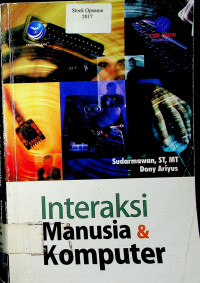 Stock Opname
2017
Sudarmawan, ST, MT
Dony Ariyus
Interaksi
Manusia &
Komputer